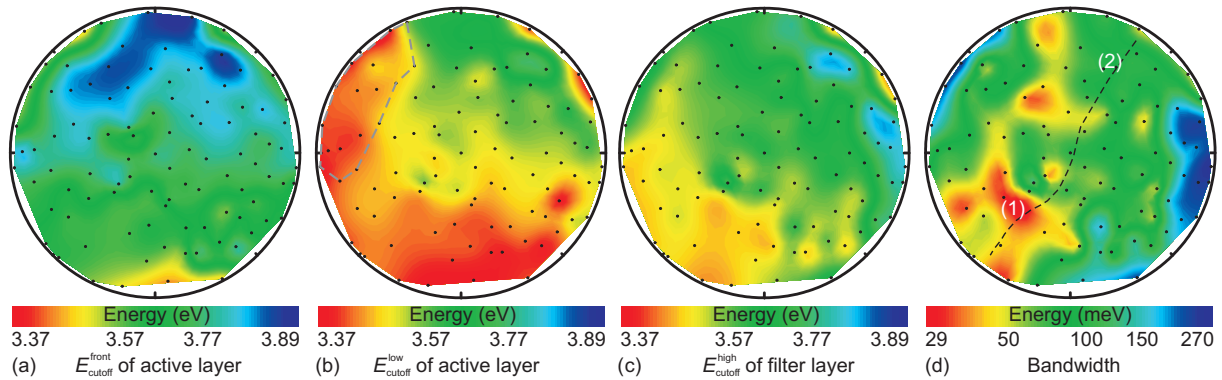 (1)
(2)
Energy (eV)
3.37 3.57 3.77 3.89
(a) E^front_cutoff of active layer
Energy (eV)
3.37 3.57 3.77 3.89
(b) E^low_cutoff of active layer
Energy (eV)
3.37 3.57 3.77 3.89
(c) E^high_cutoff of filter layer
Energy (meV)
29 50 100 150 270
(d) Bandwidth